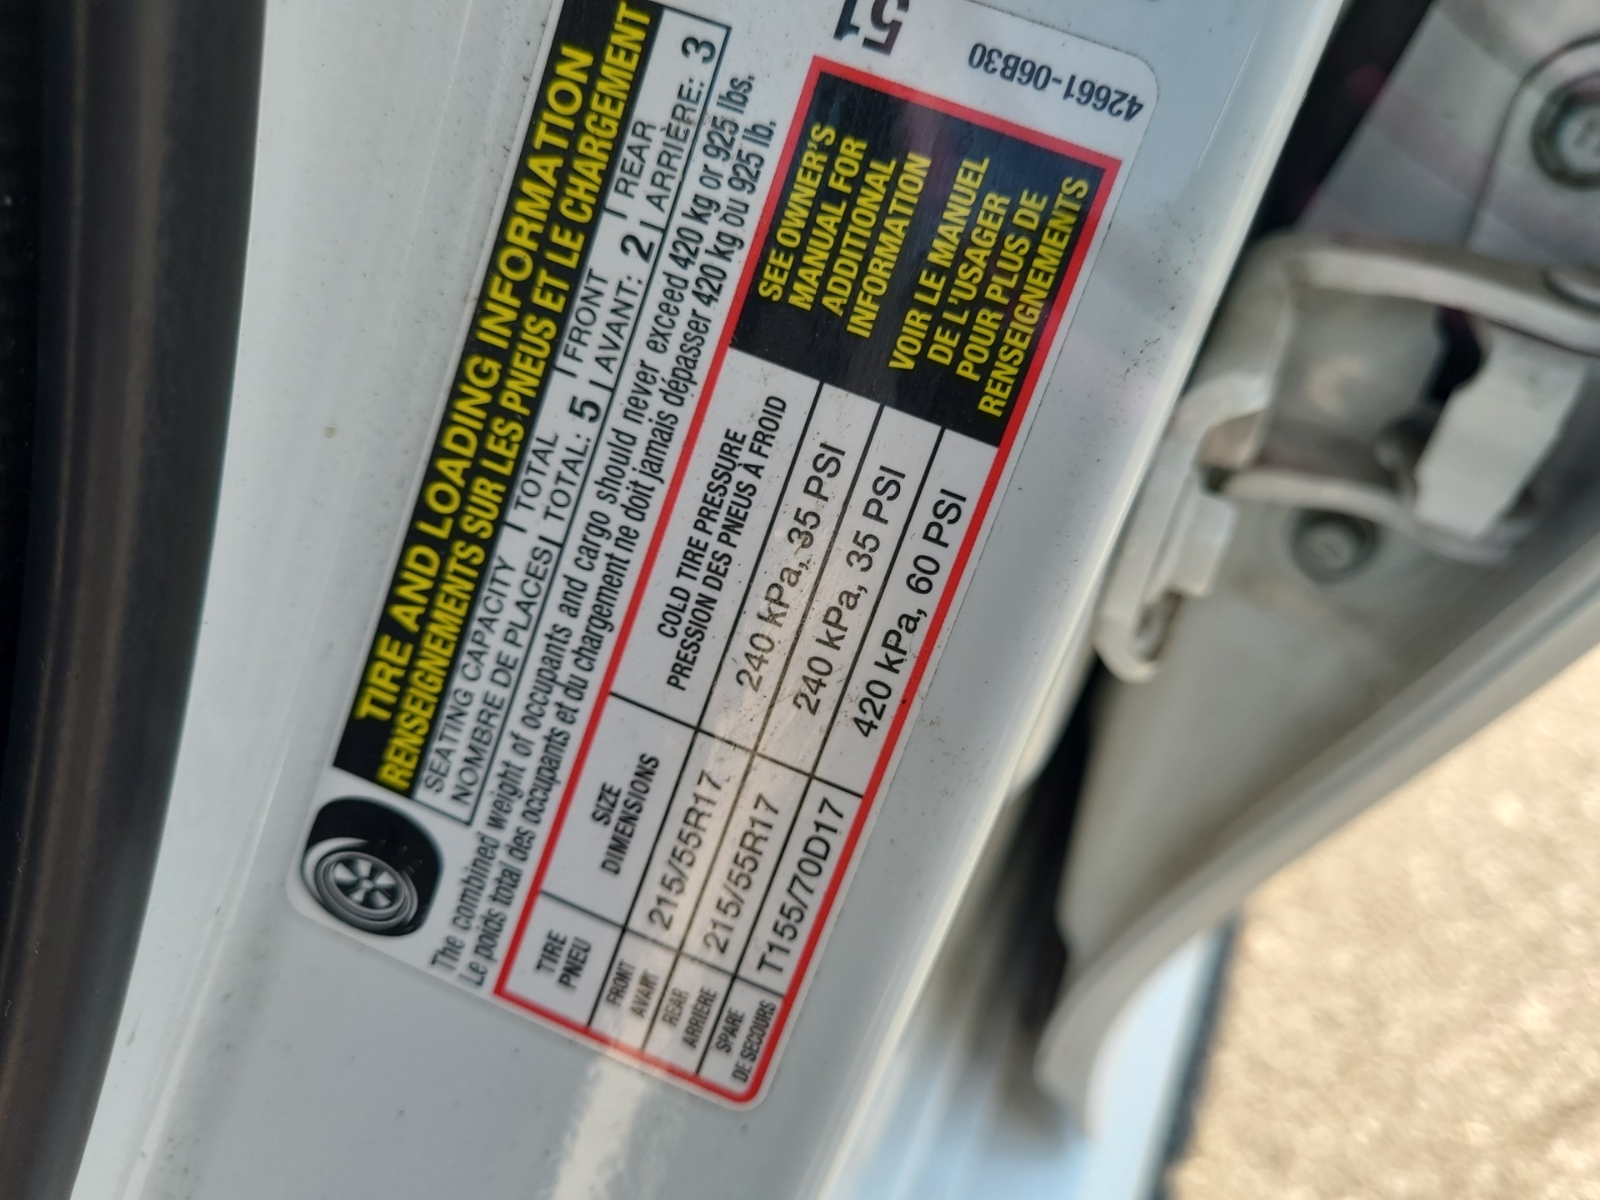 TIRE AND LOADING INFORMATION
RENSEIGNEMENTS SUR LES PNEUS ET LE CHARGEMENT
SEATING CAPACITY | TOTAL | FRONT | REAR
NOMBRE DE PLACES | TOTAL: 5 | AVANT: 2 | ARRIÈRE: 3
The combined weight of occupants and cargo should never exceed 420 kg or 925 lbs.
Le poids total des occupants et du chargement ne doit jamais dépasser 420 kg ou 925 lb.
TIRE
PNEU
SIZE
DIMENSIONS
COLD TIRE PRESSURE
PRESSION DES PNEUS À FROID
FRONT
AVANT
215/55R17
240 kPa, 35 PSI
REAR
ARRIÈRE
215/55R17
240 kPa, 35 PSI
SPARE
DE SECOURS
T155/70D17
420 kPa, 60 PSI
SEE OWNER'S
MANUAL FOR
ADDITIONAL
INFORMATION
VOIR LE MANUEL
DE L'USAGER
POUR PLUS DE
RENSEIGNEMENTS
51
42661-06B30